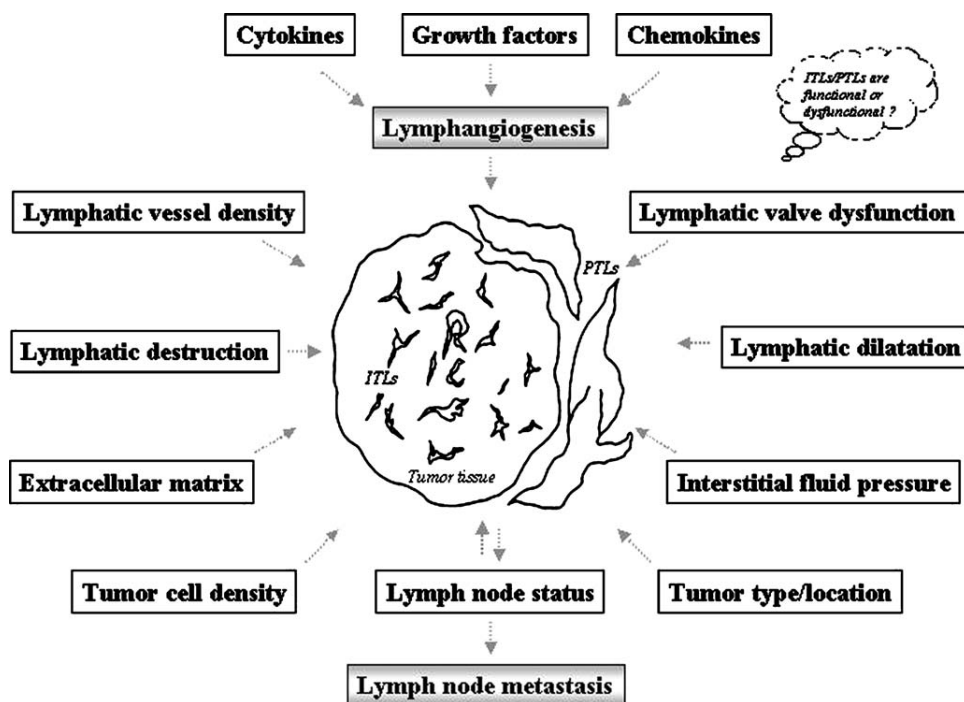 Cytokines
Growth factors
Chemokines
ITLs/PTLs are
functional or
dysfunctional ?
Lymphangiogenesis
Lymphatic vessel density
Lymphatic valve dysfunction
PTLs
Lymphatic destruction
Lymphatic dilatation
ITLs
Extracellular matrix
Tumor tissue
Interstitial fluid pressure
Tumor cell density
Lymph node status
Tumor type/location
Lymph node metastasis